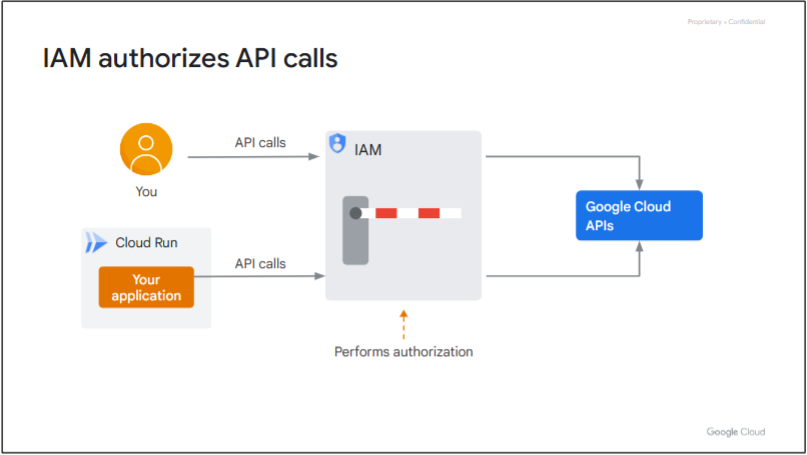 Proprietary + Confidential
IAM authorizes API calls
API calls
IAM
You
Google Cloud
APIs
Cloud Run
Your
application
API calls
Performs authorization
Google Cloud